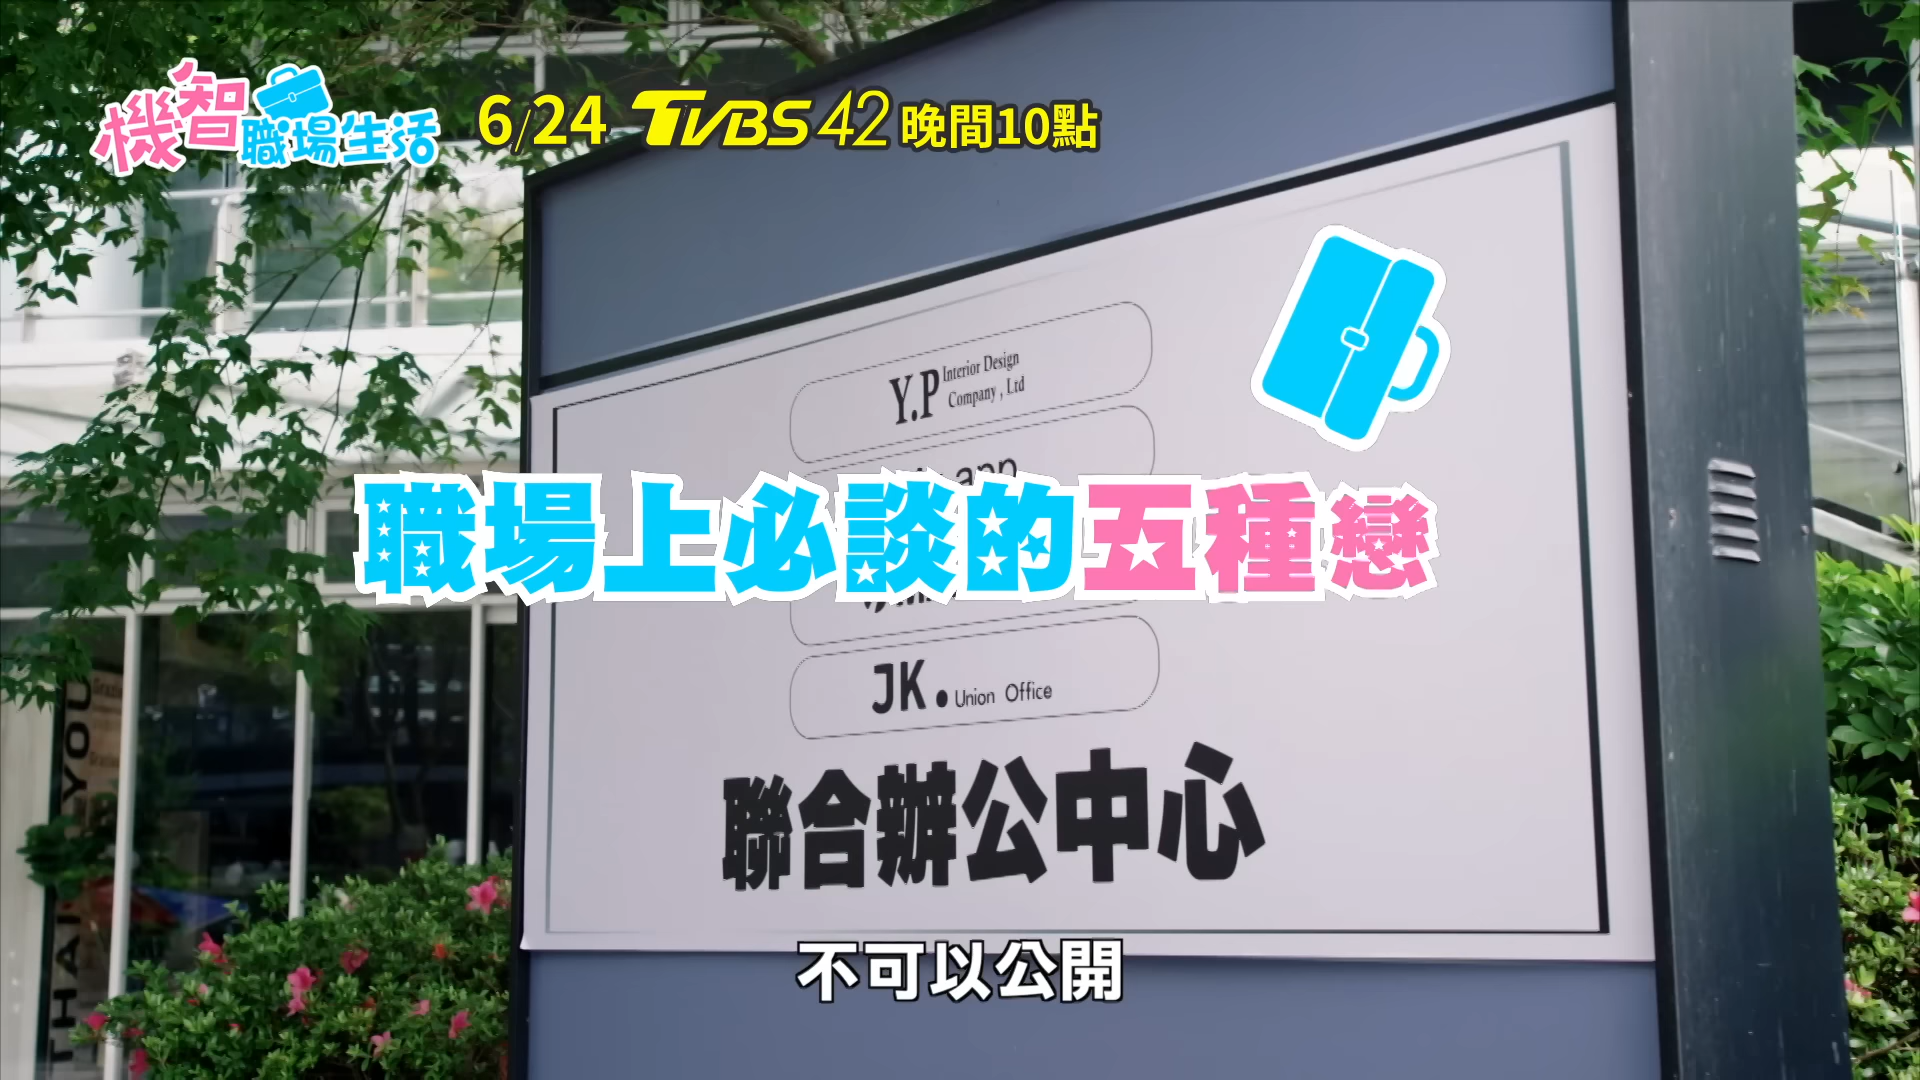 機智職場生活
6/24 TVBS 42 晚間10點
Y.P Interior Design
Company , Ltd
app
職場上必談的五種戀
JK. Union Office
聯合辦公中心
不可以公開
YOU